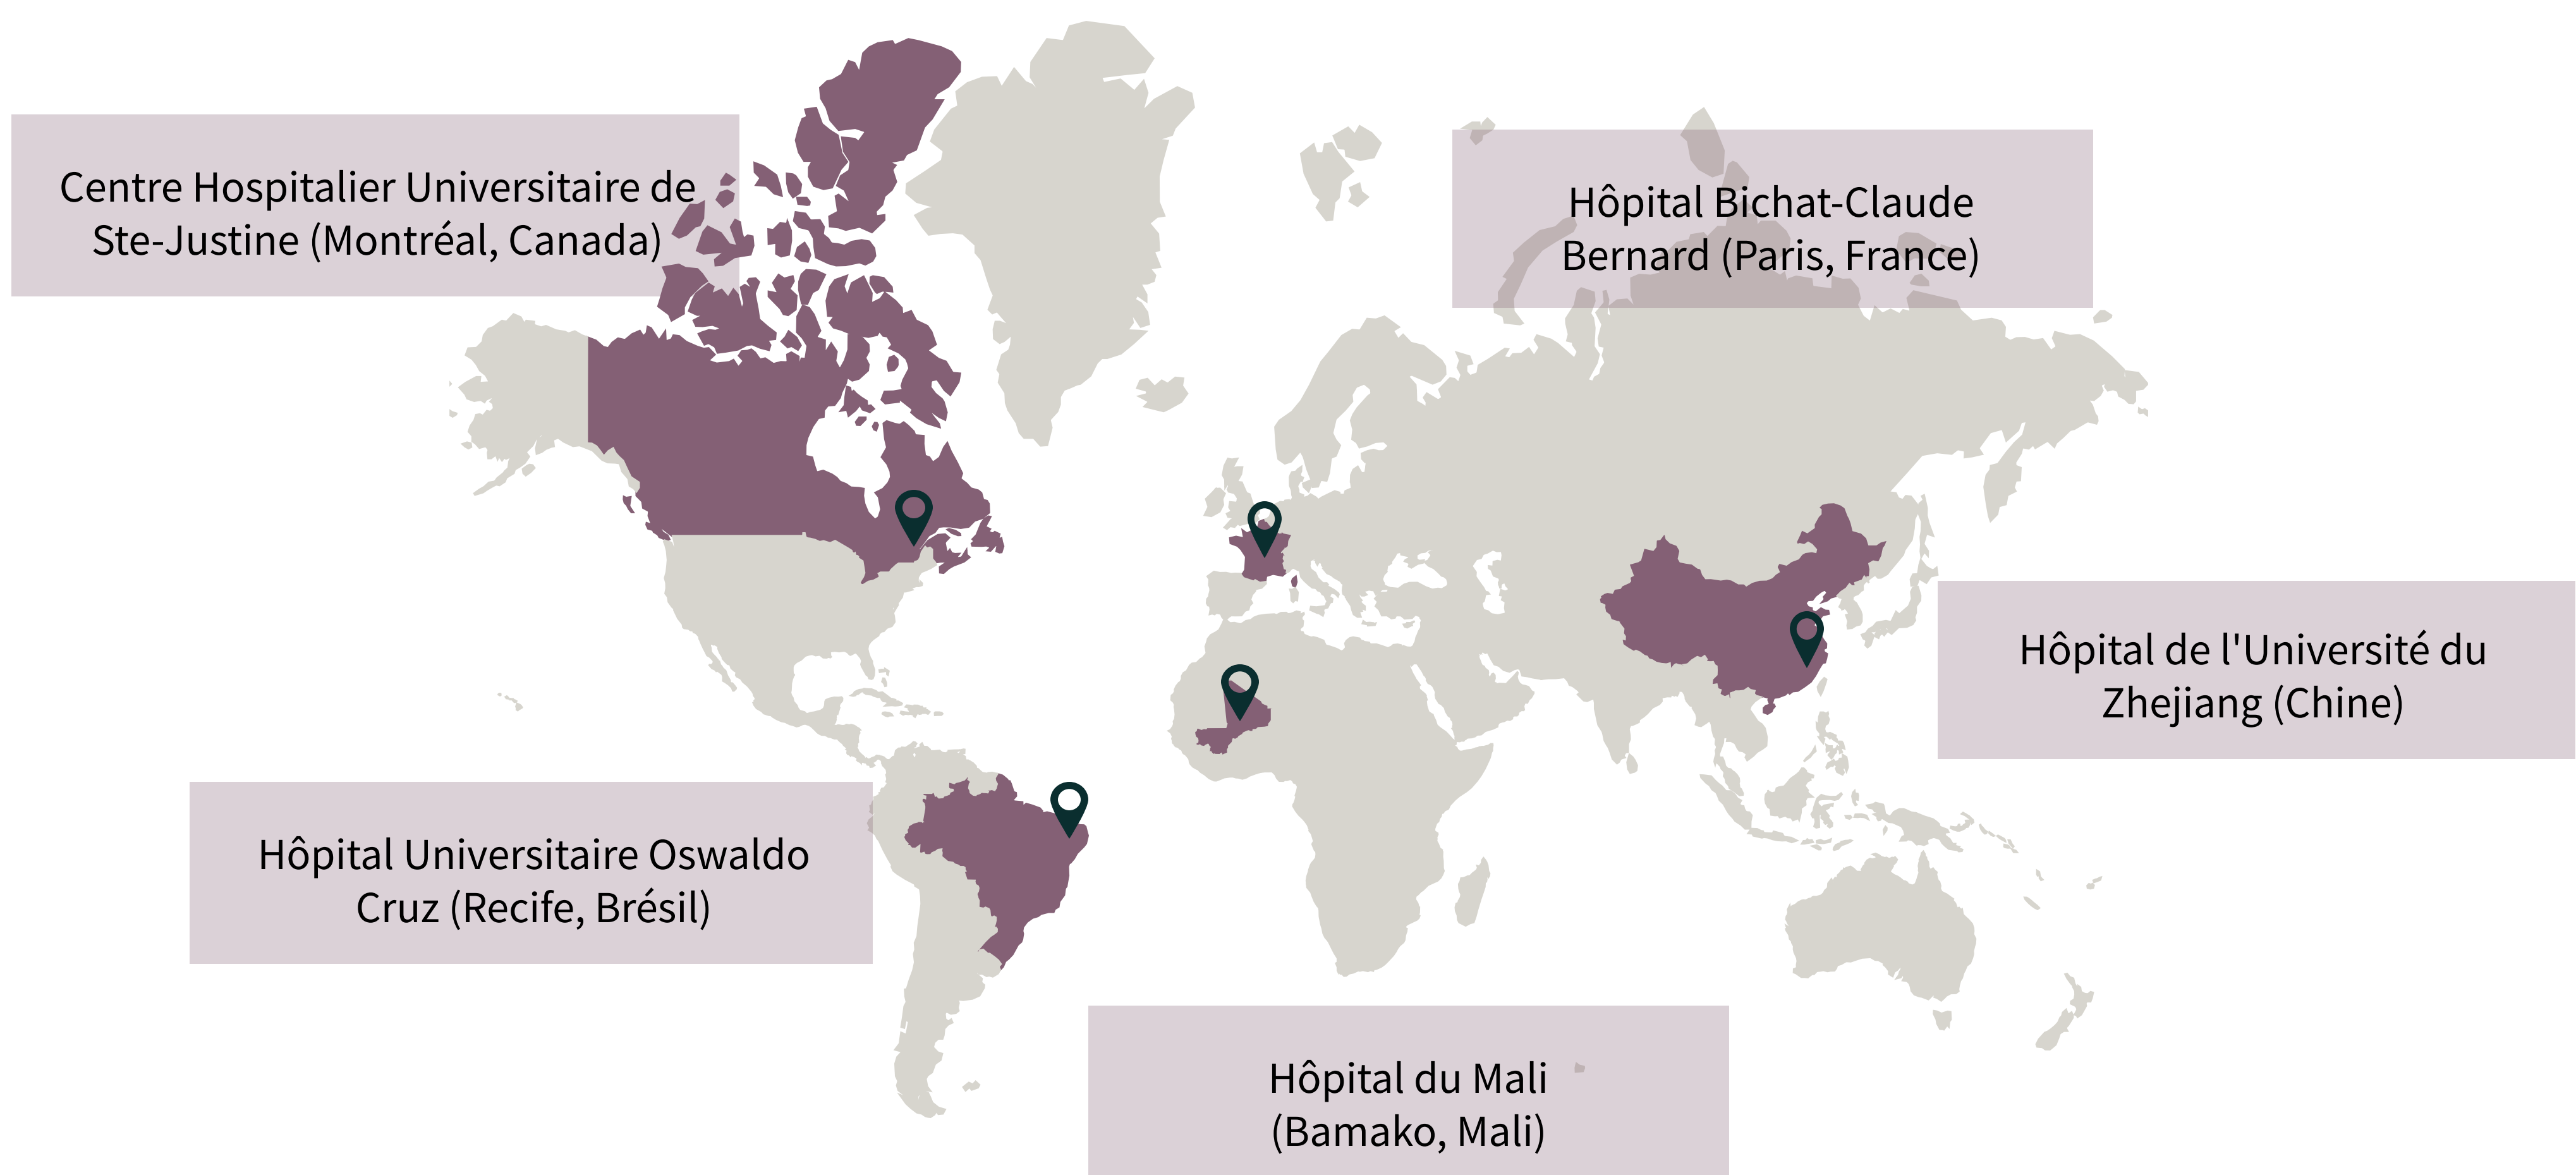 Centre Hospitalier Universitaire de
Ste-Justine (Montréal, Canada)
Hôpital Bichat-Claude
Bernard (Paris, France)
Hôpital de l'Université du
Zhejiang (Chine)
Hôpital Universitaire Oswaldo
Cruz (Recife, Brésil)
Hôpital du Mali
(Bamako, Mali)